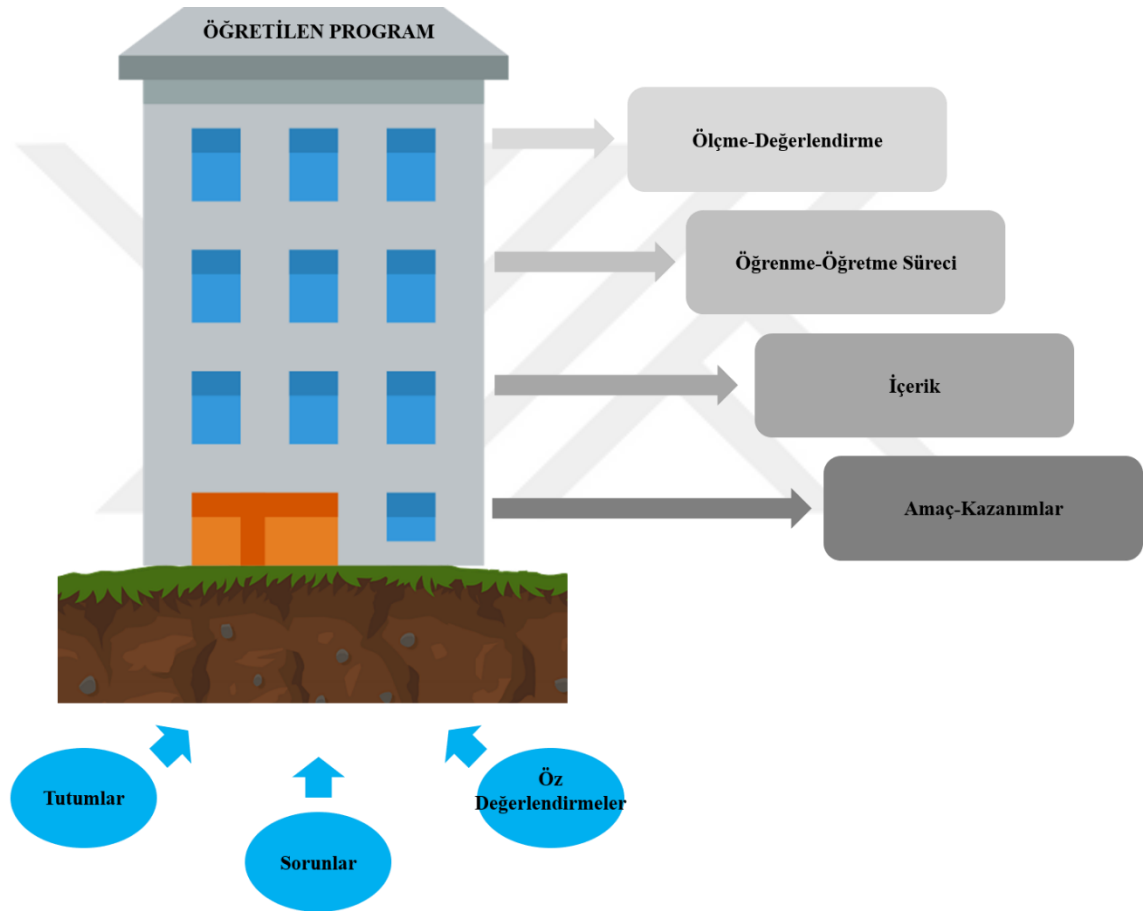 ÖĞRETİLEN PROGRAM
Ölçme-Değerlendirme
Öğrenme-Öğretme Süreci
İçerik
Amaç-Kazanımlar
Tutumlar
Sorunlar
Öz
Değerlendirmeler